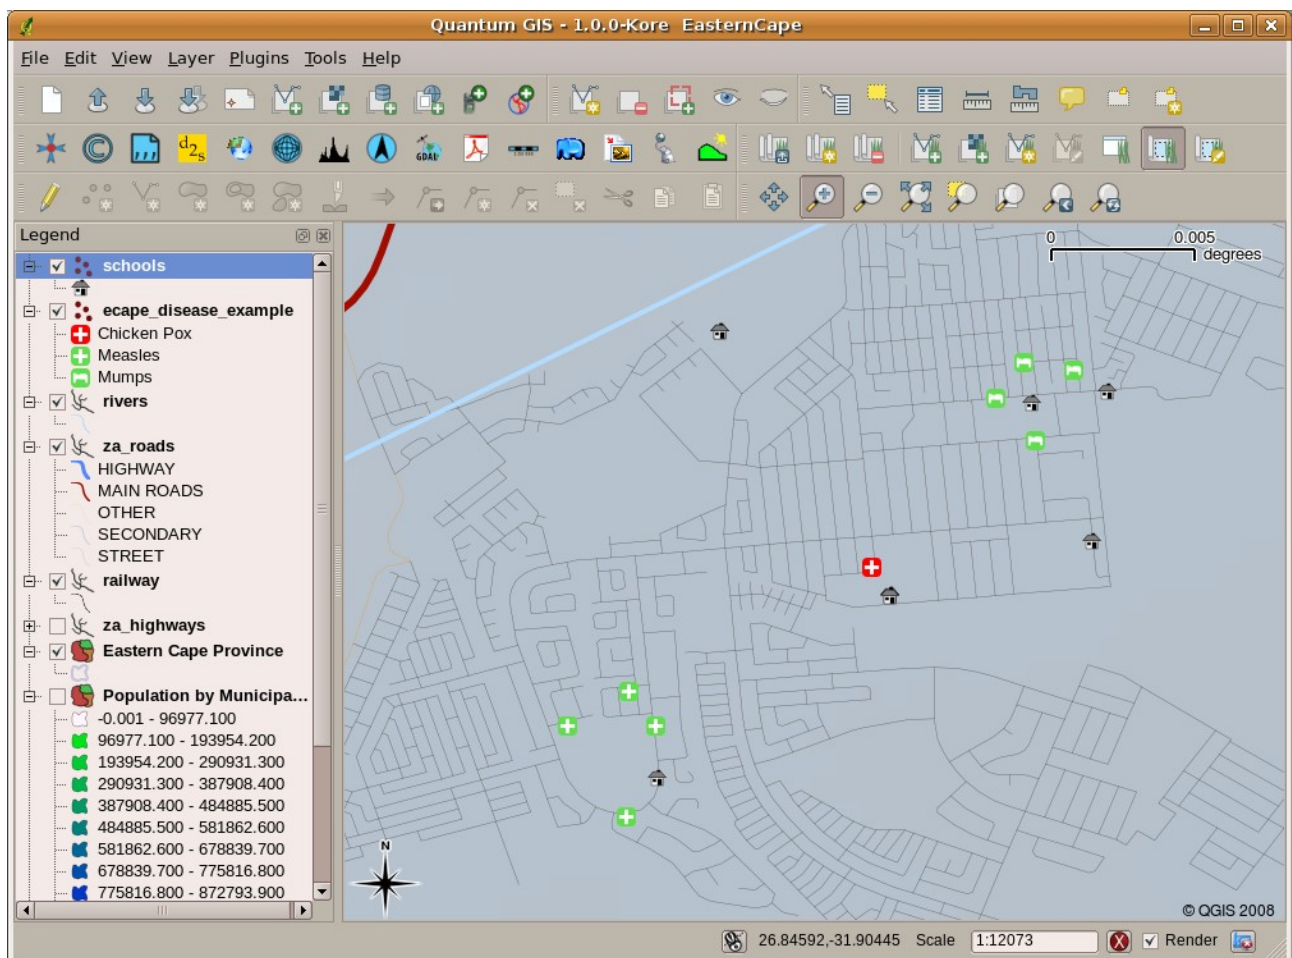 Quantum GIS - 1.0.0-Kore EasternCape
File Edit View Layer Plugins Tools Help
d2s
GDAL
Legend
schools
ecape_disease_example
Chicken Pox
Measles
Mumps
rivers
za_roads
HIGHWAY
MAIN ROADS
OTHER
SECONDARY
STREET
railway
za_highways
Eastern Cape Province
Population by Municipa...
-0.001 - 96977.100
96977.100 - 193954.200
193954.200 - 290931.300
290931.300 - 387908.400
387908.400 - 484885.500
484885.500 - 581862.600
581862.600 - 678839.700
678839.700 - 775816.800
775816.800 - 872793.900
0 0.005
degrees
N
© QGIS 2008
26.84592,-31.90445 Scale 1:12073 Render